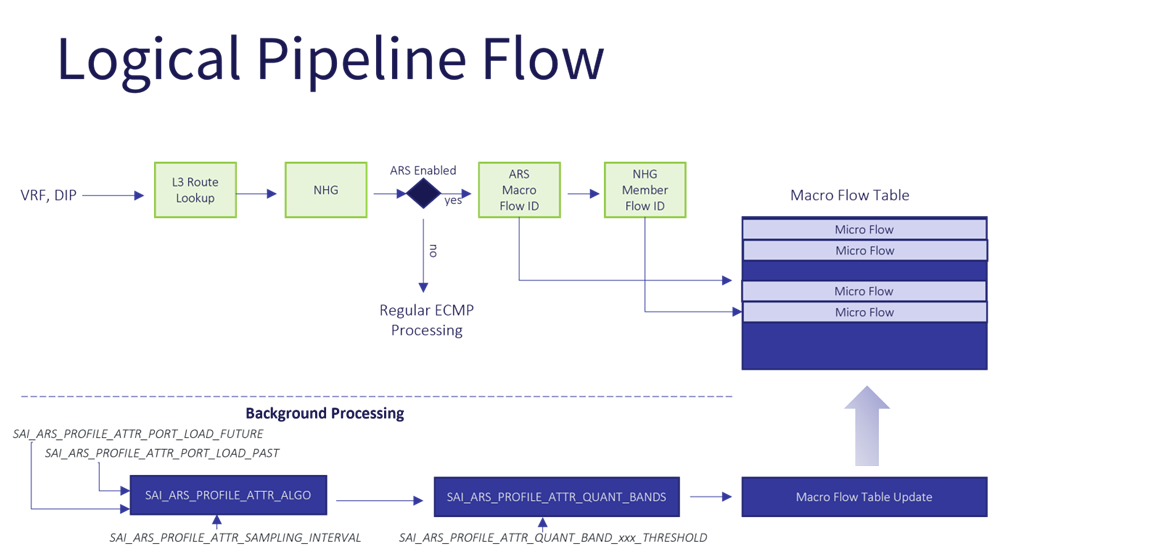 Logical Pipeline Flow
VRF, DIP
L3 Route
Lookup
NHG
ARS Enabled
yes
no
Regular ECMP
Processing
ARS
Macro
Flow ID
NHG
Member
Flow ID
Macro Flow Table
Micro Flow
Micro Flow
Micro Flow
Micro Flow
Background Processing
SAI_ARS_PROFILE_ATTR_PORT_LOAD_FUTURE
SAI_ARS_PROFILE_ATTR_PORT_LOAD_PAST
SAI_ARS_PROFILE_ATTR_ALGO
SAI_ARS_PROFILE_ATTR_QUANT_BANDS
Macro Flow Table Update
SAI_ARS_PROFILE_ATTR_SAMPLING_INTERVAL
SAI_ARS_PROFILE_ATTR_QUANT_BAND_xxx_THRESHOLD